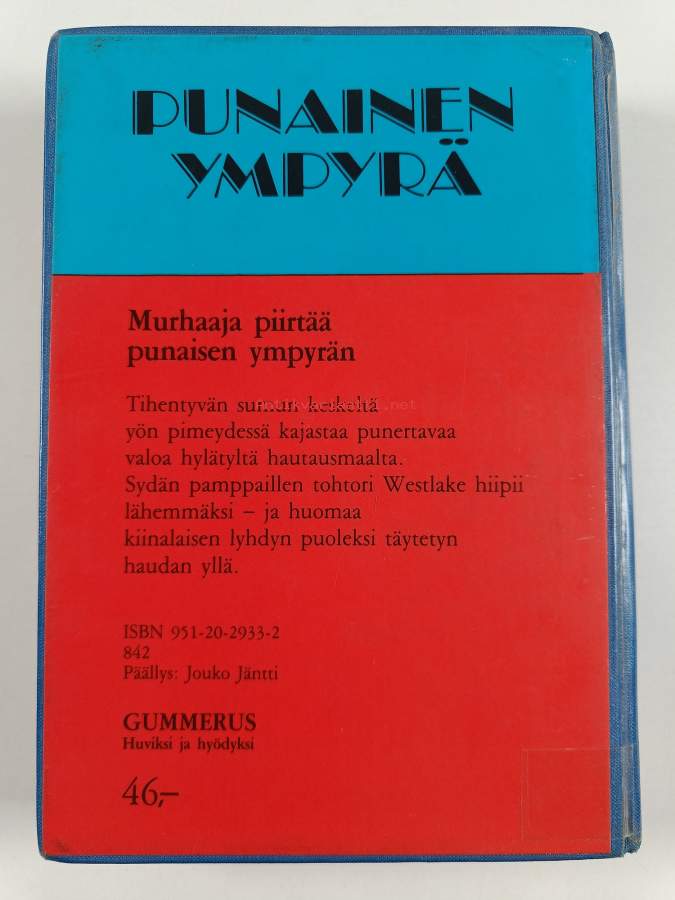 PUNAINEN
YMPYRÄ
Murhaaja piirtää
punaisen ympyrän
Tihentyvän sumun keskeltä
yön pimeydessä kajastaa punertavaa
valoa hylätyltä hautausmaalta.
Sydän pamppaillen tohtori Westlake hiipii
lähemmäksi – ja huomaa
kiinalaisen lyhdyn puoleksi täytetyn
haudan yllä.
ISBN 951-20-2933-2
842
Päällys: Jouko Jäntti
GUMMERUS
Huviksi ja hyödyksi
46,–